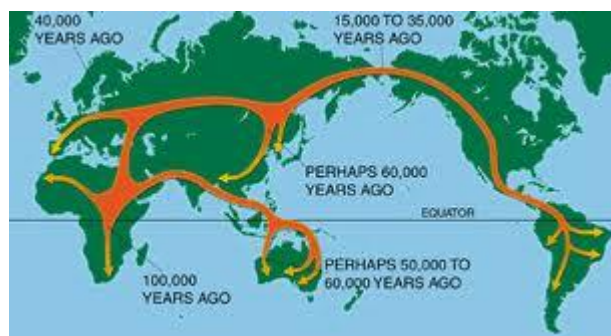 40,000
YEARS AGO
15,000 TO 35,000
YEARS AGO
PERHAPS 60,000
YEARS AGO
EQUATOR
100,000
YEARS AGO
PERHAPS 50,000 TO
60,000 YEARS AGO